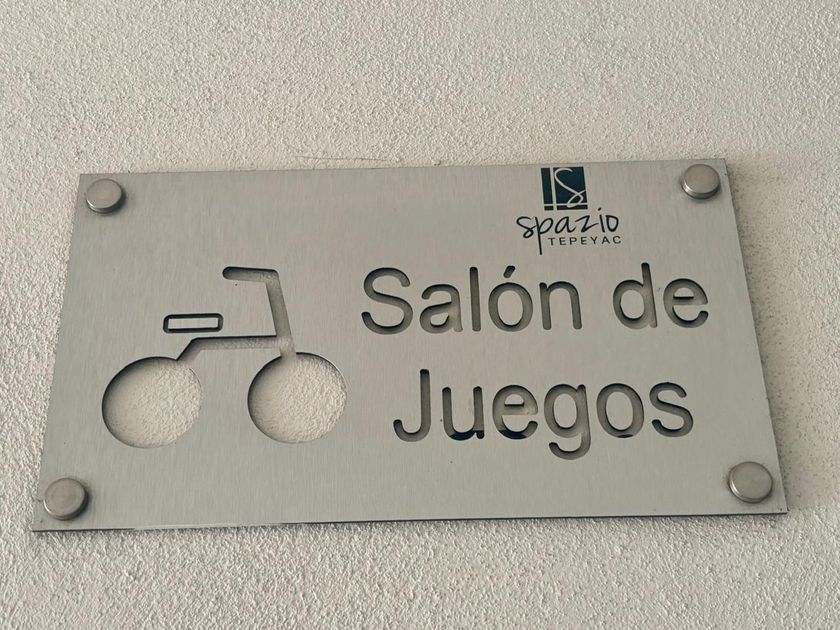 spazio
TEPEYAC
Salón de
Juegos